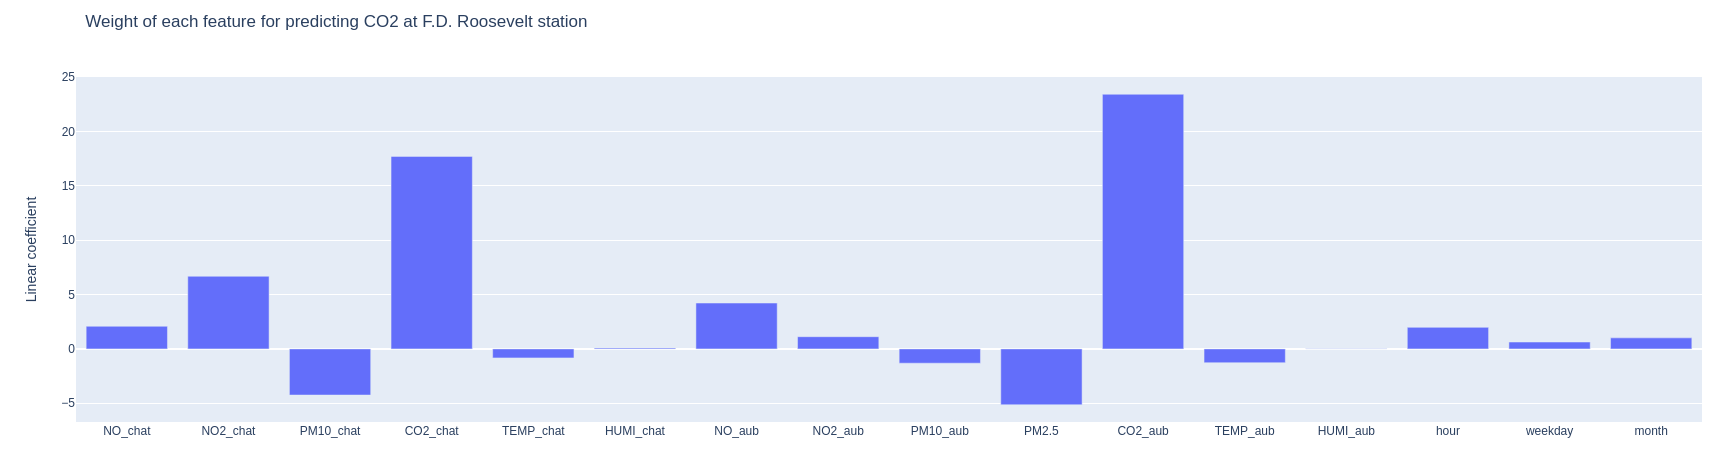 Weight of each feature for predicting CO2 at F.D. Roosevelt station
25
20
15
10
5
0
−5
Linear coefficient
NO_chat NO2_chat PM10_chat CO2_chat TEMP_chat HUMI_chat NO_aub NO2_aub PM10_aub PM2.5 CO2_aub TEMP_aub HUMI_aub hour weekday month